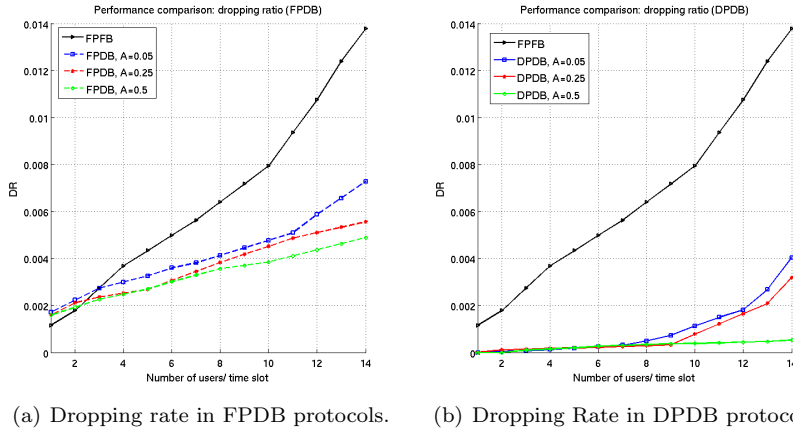 Performance comparison: dropping ratio (FPDB)
0.014
0.012
0.01
0.008
0.006
0.004
0.002
0
DR
FPFB
FPDB, A=0.05
FPDB, A=0.25
FPDB, A=0.5
2 4 6 8 10 12 14
Number of users/ time slot
(a) Dropping rate in FPDB protocols.
Performance comparison: dropping ratio (DPDB)
0.014
0.012
0.01
0.008
0.006
0.004
0.002
0
DR
FPFB
DPDB, A=0.05
DPDB, A=0.25
DPDB, A=0.5
2 4 6 8 10 12 14
Number of users/ time slot
(b) Dropping Rate in DPDB protoc